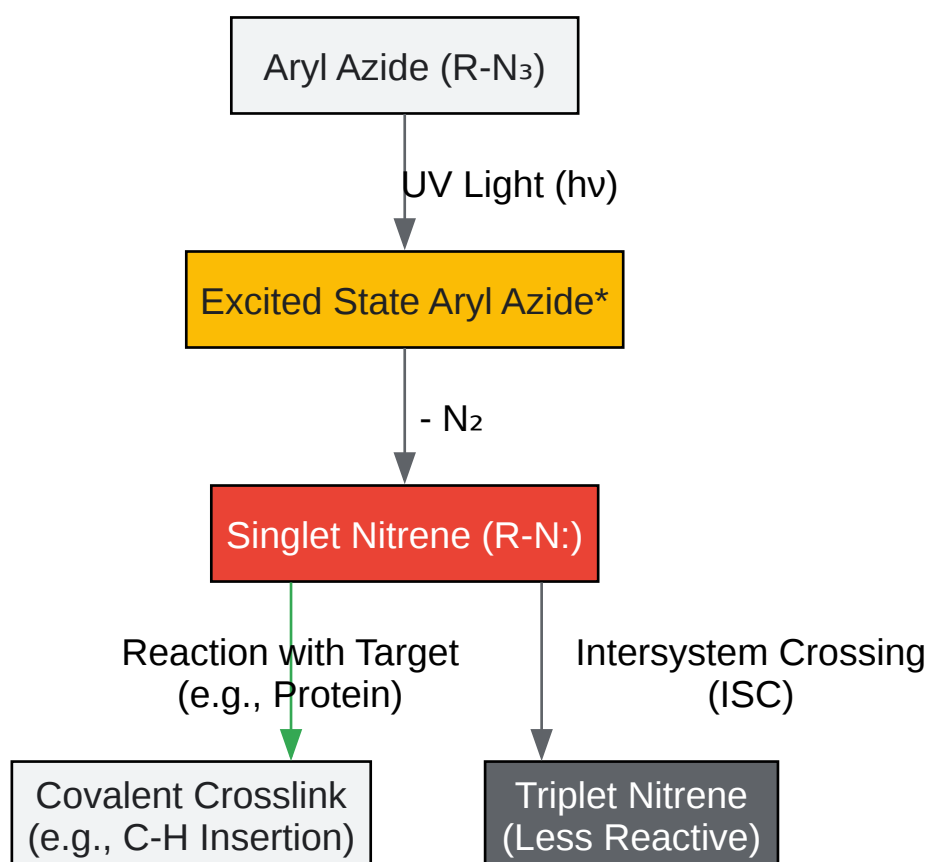 Aryl Azide (R-N₃)
UV Light (hν)
Excited State Aryl Azide*
- N₂
Singlet Nitrene (R-N:)
Reaction with Target
(e.g., Protein)
Intersystem Crossing
(ISC)
Covalent Crosslink
(e.g., C-H Insertion)
Triplet Nitrene
(Less Reactive)